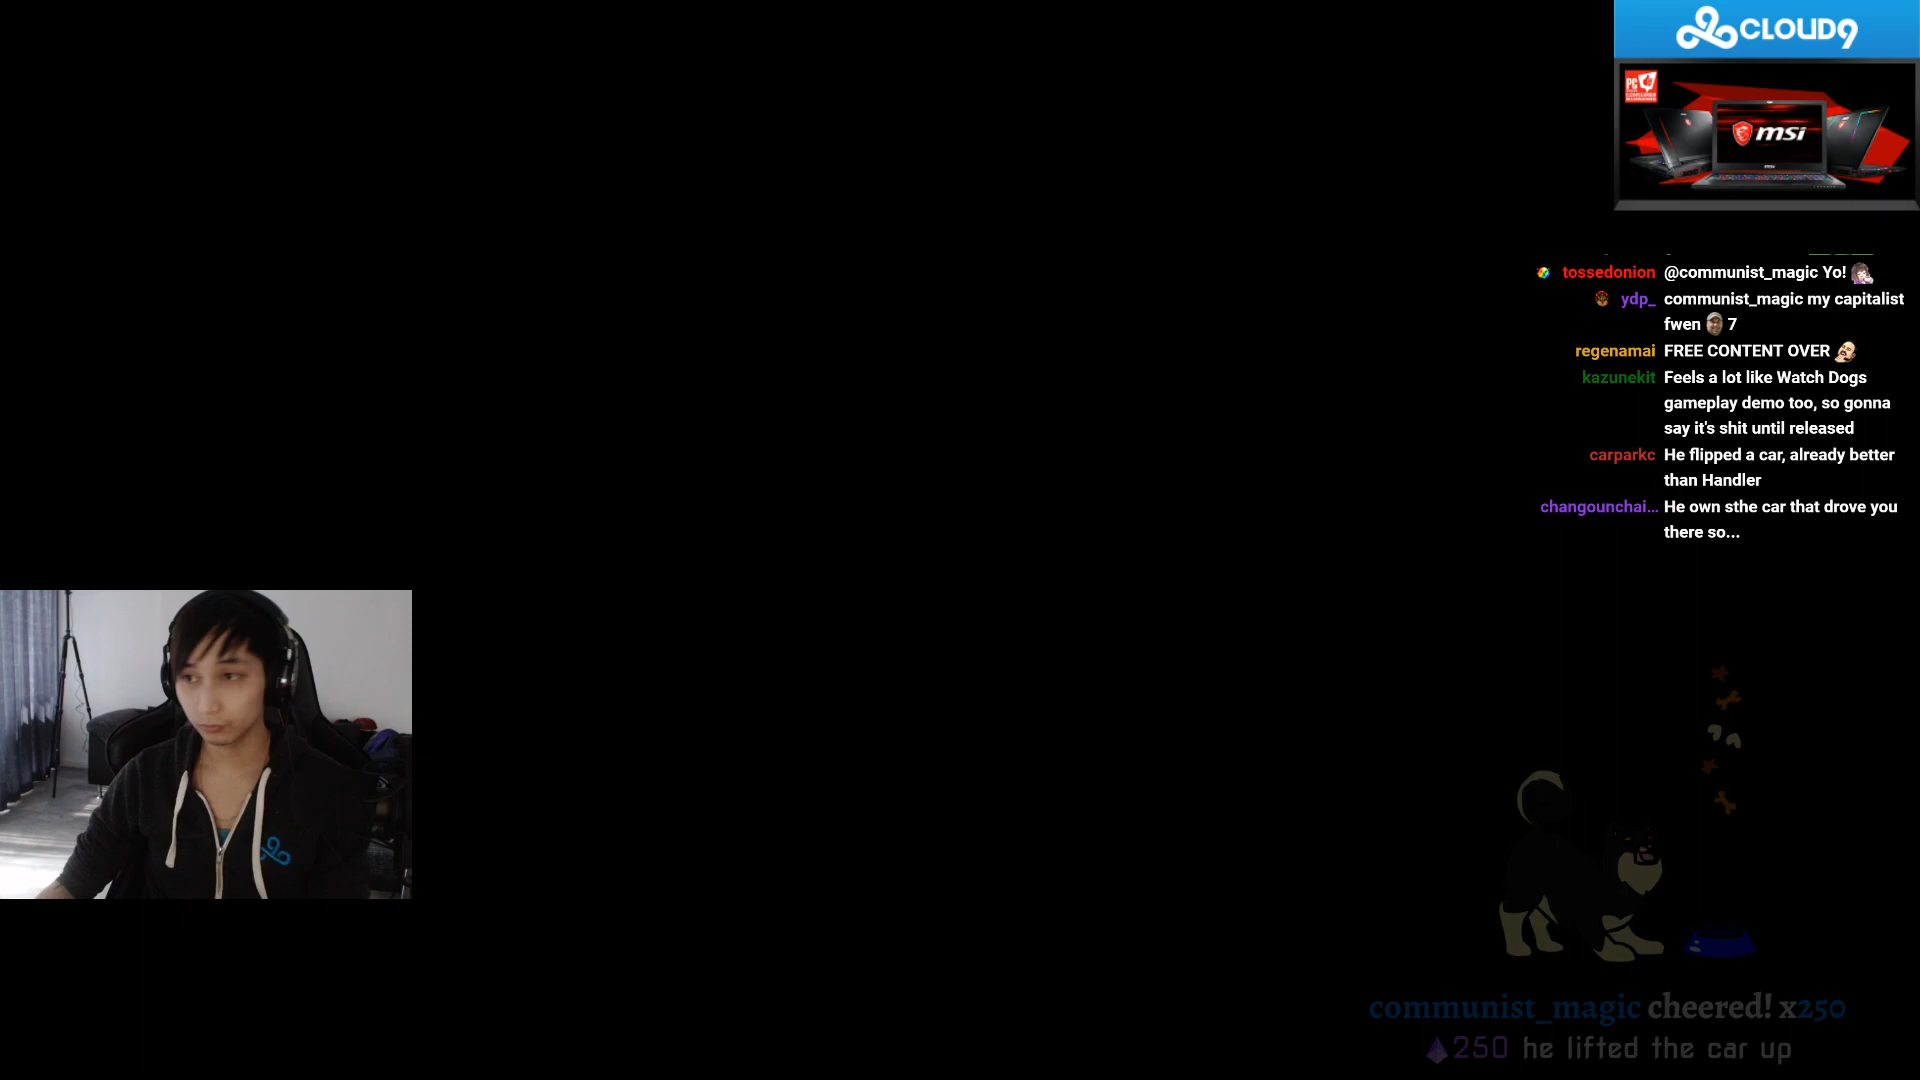 CLOUD9
PC
msi
tossedonion @communist_magic Yo!
ydp_ communist_magic my capitalist
fwen 7
regenamai FREE CONTENT OVER
kazunekit Feels a lot like Watch Dogs
gameplay demo too, so gonna
say it's shit until released
carparkc He flipped a car, already better
than Handler
changounchai... He own sthe car that drove you
there so...
communist_magic cheered! x250
250 he lifted the car up